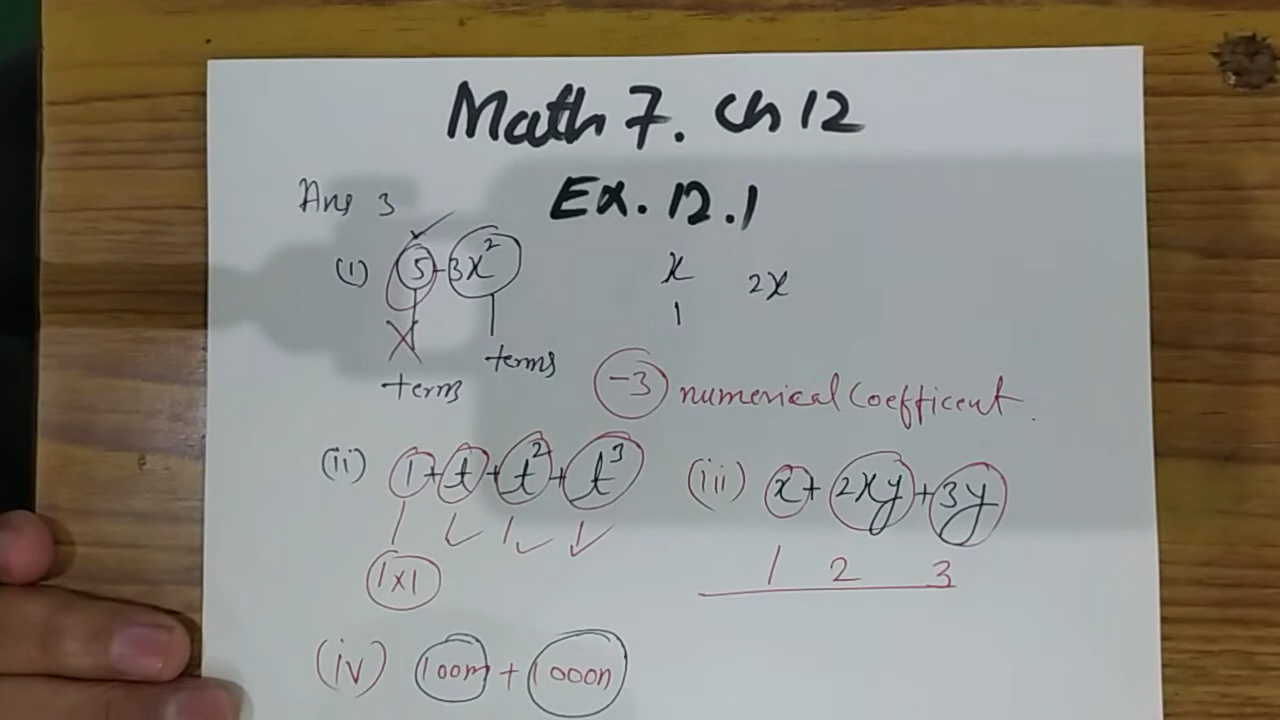 Math 7. Ch 12
Ans 3
Ex. 12.1
(i) 5-3x²
x 2x
1
terms
term
-3 numerical Coefficent.
(ii) 1+t+t²+t³
(iii) x+2xy+3y
1 2 3
1x1
(iv) 100m + 1000n